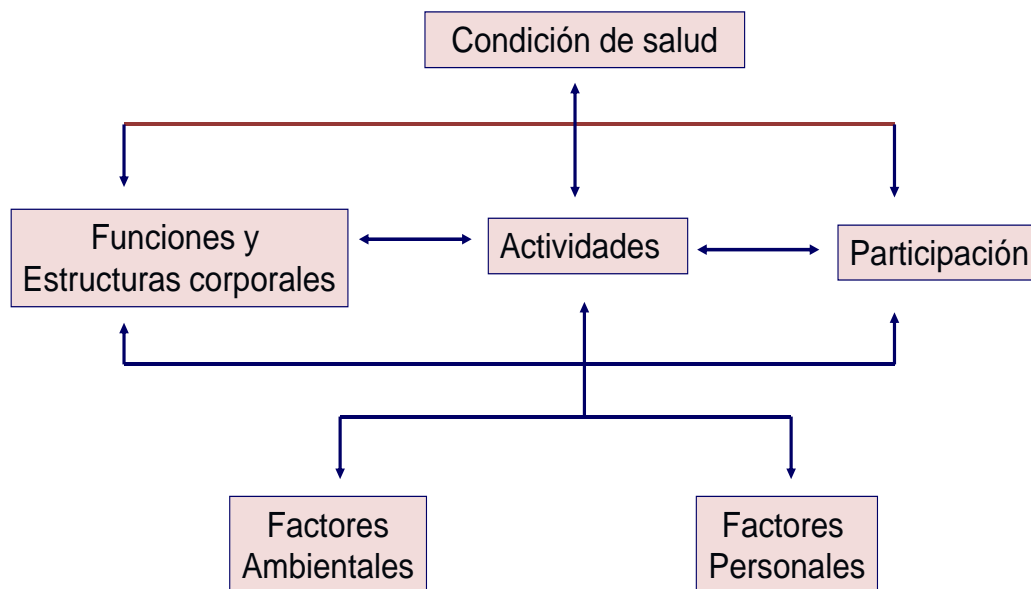 Condición de salud
Funciones y
Estructuras corporales
Actividades
Participación
Factores
Ambientales
Factores
Personales